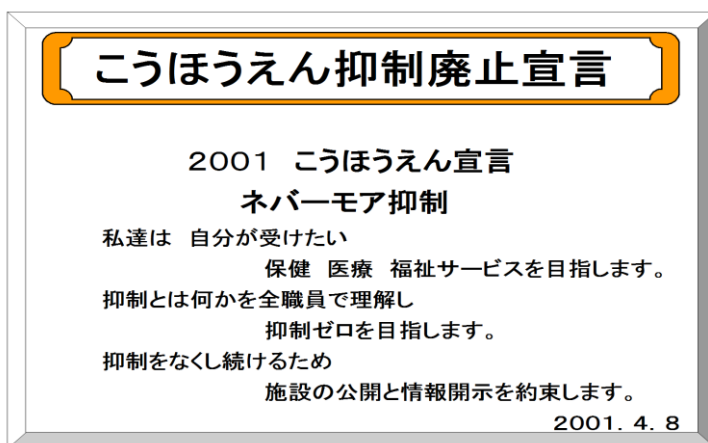 こうほうえん抑制廃止宣言
2001　こうほうえん宣言
ネバーモア抑制
私達は　自分が受けたい
保健　医療　福祉サービスを目指します。
抑制とは何かを全職員で理解し
抑制ゼロを目指します。
抑制をなくし続けるため
施設の公開と情報開示を約束します。
2001．4．8